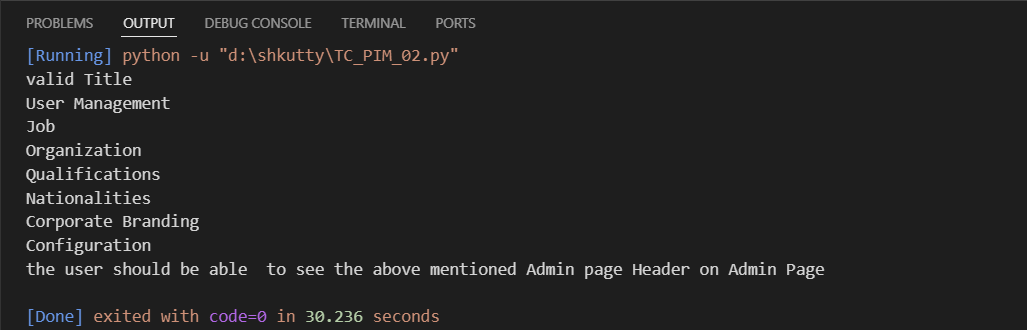 PROBLEMS OUTPUT DEBUG CONSOLE TERMINAL PORTS
[Running] python -u "d:\shkutty\TC_PIM_02.py"
valid Title
User Management
Job
Organization
Qualifications
Nationalities
Corporate Branding
Configuration
the user should be able  to see the above mentioned Admin page Header on Admin Page
[Done] exited with code=0 in 30.236 seconds